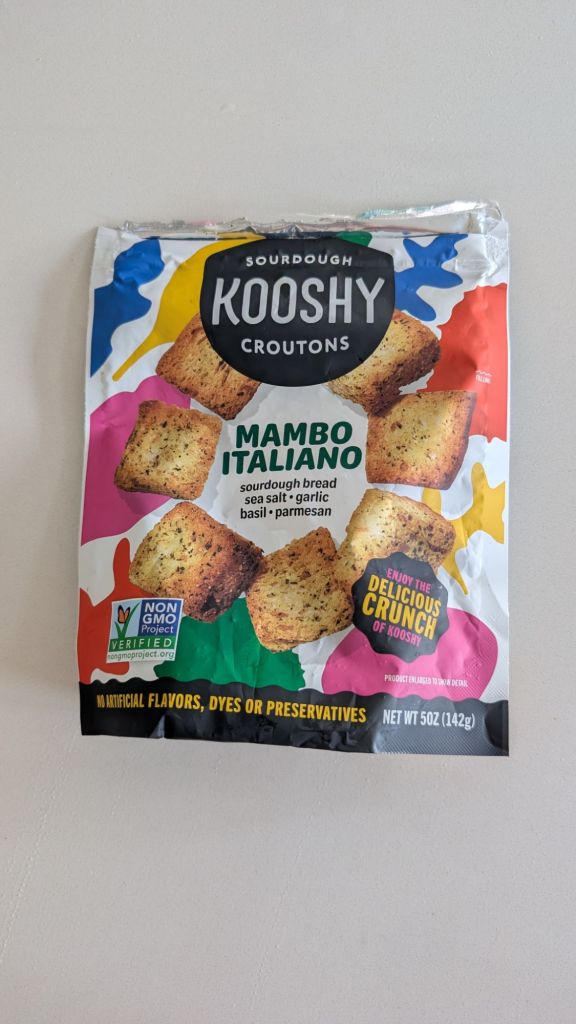 SOURDOUGH
KOOSHY
CROUTONS
MAMBO
ITALIANO
sourdough bread
sea salt • garlic
basil • parmesan
ENJOY THE
DELICIOUS
CRUNCH
OF KOOSHY
NON
GMO
Project
VERIFIED
nongmoproject.org
PRODUCT ENLARGED TO SHOW DETAIL
NO ARTIFICIAL FLAVORS, DYES OR PRESERVATIVES
NET WT 5OZ (142g)